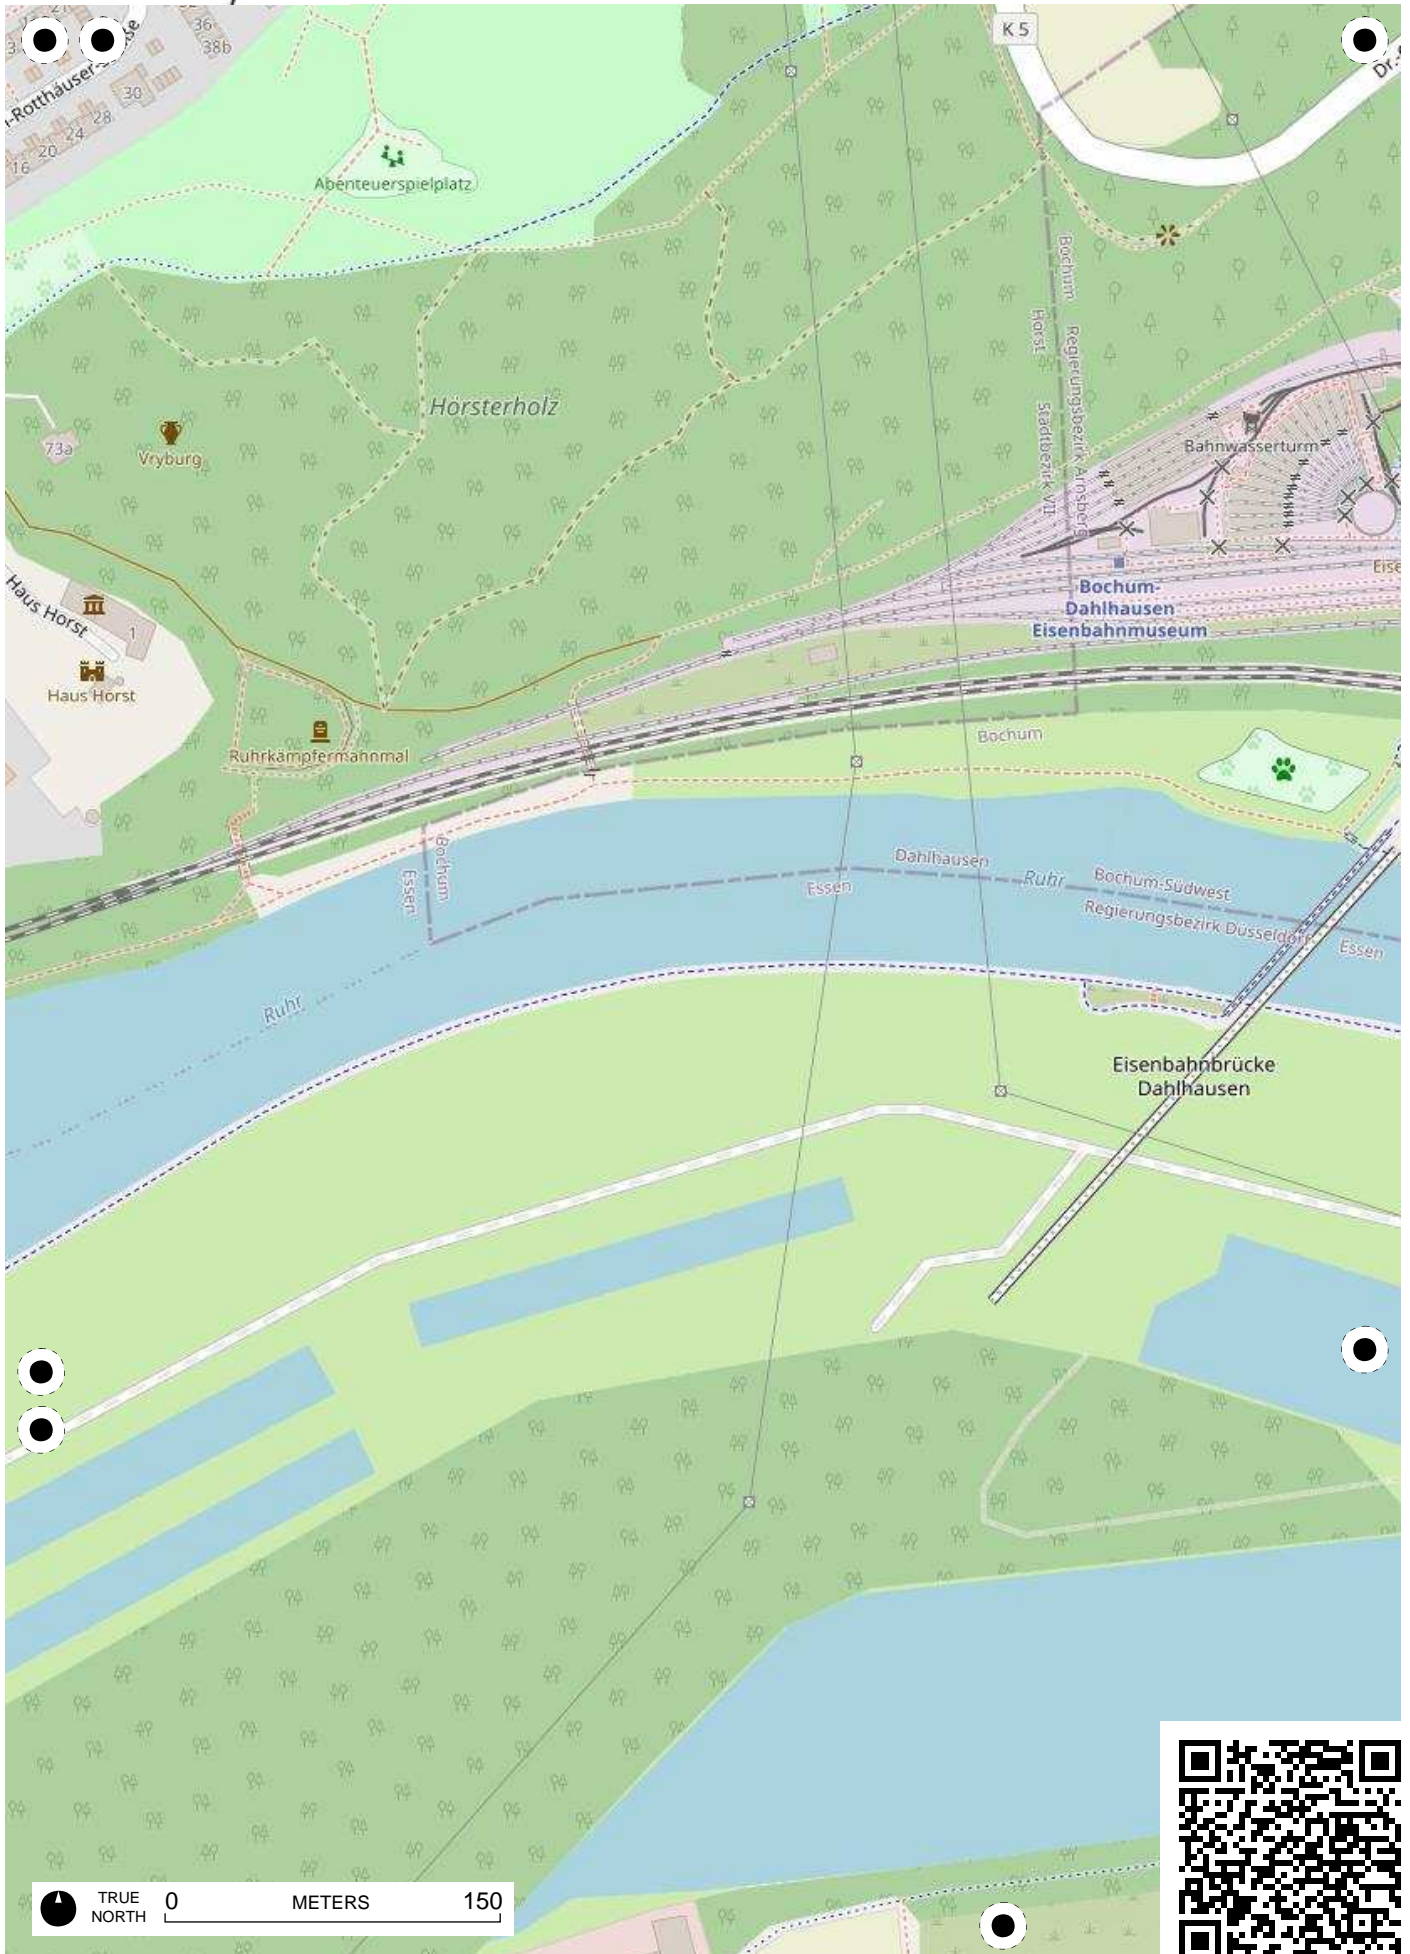 36
38b
K 5
n-Rotthäuser-
30
28
24
20
16
Abenteuerspielplatz
Bochum
Horst
Regierungsbezirk Arnsberg
Stadtbezirk VII
Hörsterholz
73a
Vryburg
Bahnwasserturm
Haus Horst
1
Haus Horst
Bochum-
Dahlhausen
Eisenbahnmuseum
Ruhrkämpfermahnmal
Bochum
Bochum
Essen
Dahlhausen
Essen
Ruhr
Bochum-Südwest
Regierungsbezirk Düsseldorf
Essen
Ruhr
Eisenbahnbrücke
Dahlhausen
TRUE
NORTH
0 METERS 150